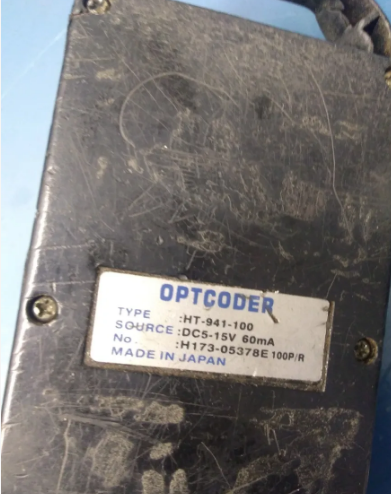 OPTCODER
TYPE :HT-941-100
SOURCE :DC5-15V 60mA
No. :H173-05378E 100P/R
MADE IN JAPAN